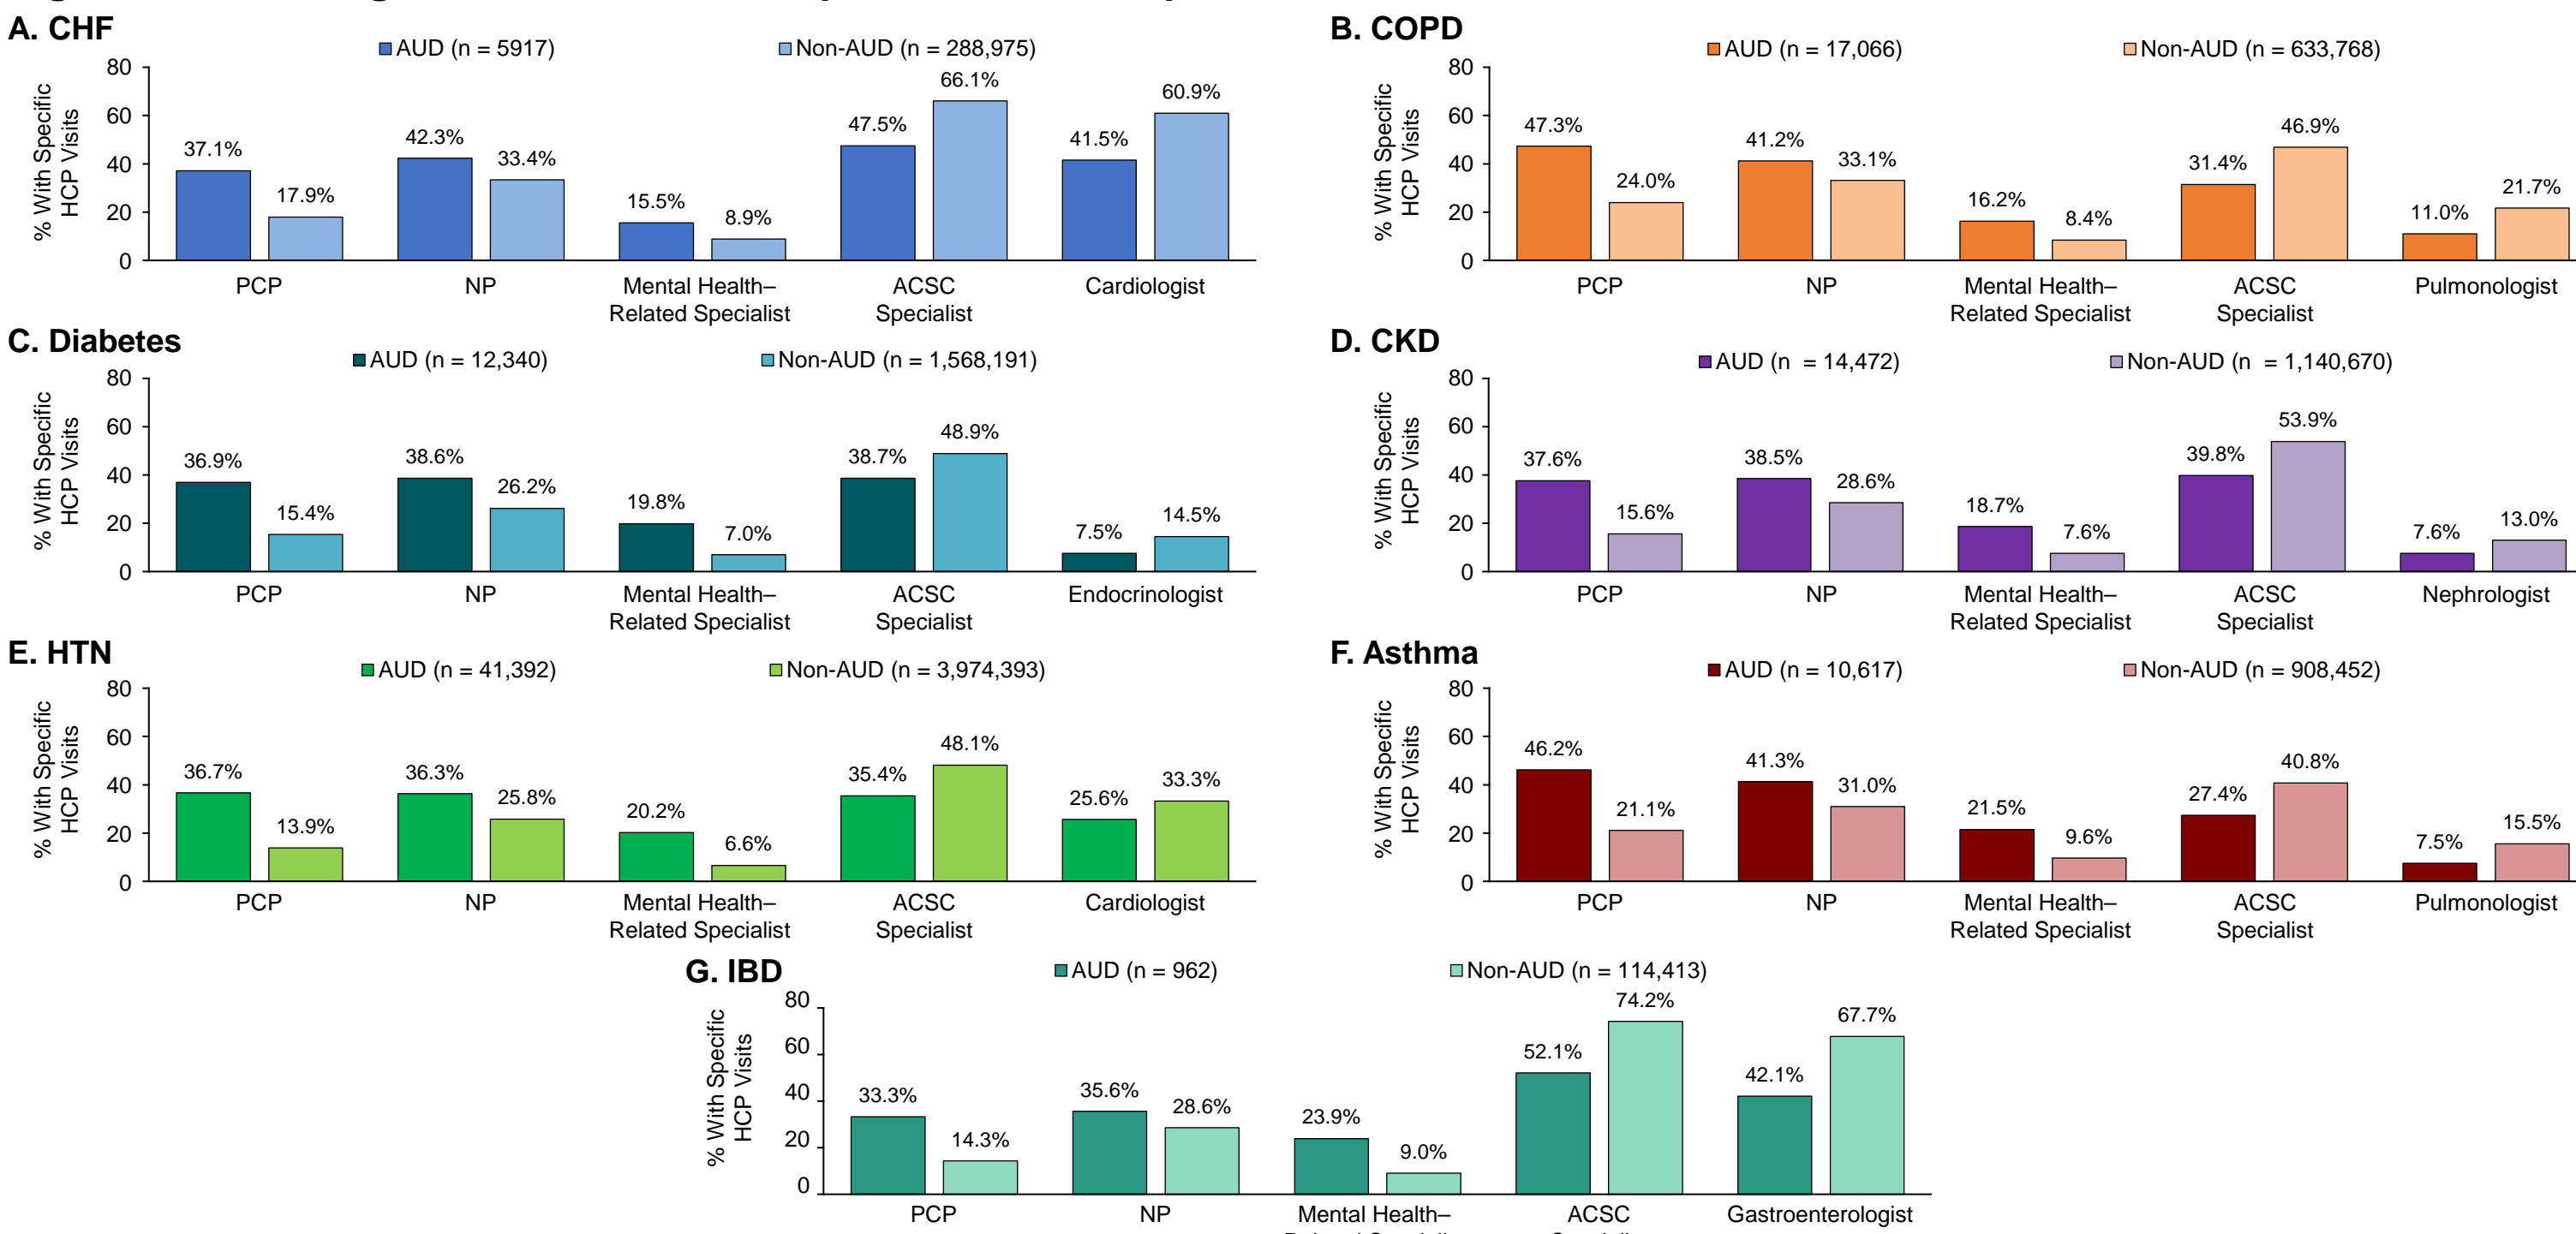 A. CHF
AUD (n = 5917)
Non-AUD (n = 288,975)
% With Specific
HCP Visits
80
60
40
20
0
37.1%
17.9%
42.3%
33.4%
15.5%
8.9%
47.5%
66.1%
41.5%
60.9%
PCP
NP
Mental Health–
Related Specialist
ACSC
Specialist
Cardiologist
B. COPD
AUD (n = 17,066)
Non-AUD (n = 633,768)
% With Specific
HCP Visits
80
60
40
20
0
47.3%
24.0%
41.2%
33.1%
16.2%
8.4%
31.4%
46.9%
11.0%
21.7%
PCP
NP
Mental Health–
Related Specialist
ACSC
Specialist
Pulmonologist
C. Diabetes
AUD (n = 12,340)
Non-AUD (n = 1,568,191)
% With Specific
HCP Visits
80
60
40
20
0
36.9%
15.4%
38.6%
26.2%
19.8%
7.0%
38.7%
48.9%
7.5%
14.5%
PCP
NP
Mental Health–
Related Specialist
ACSC
Specialist
Endocrinologist
D. CKD
AUD (n = 14,472)
Non-AUD (n = 1,140,670)
% With Specific
HCP Visits
80
60
40
20
0
37.6%
15.6%
38.5%
28.6%
18.7%
7.6%
39.8%
53.9%
7.6%
13.0%
PCP
NP
Mental Health–
Related Specialist
ACSC
Specialist
Nephrologist
E. HTN
AUD (n = 41,392)
Non-AUD (n = 3,974,393)
% With Specific
HCP Visits
80
60
40
20
0
36.7%
13.9%
36.3%
25.8%
20.2%
6.6%
35.4%
48.1%
25.6%
33.3%
PCP
NP
Mental Health–
Related Specialist
ACSC
Specialist
Cardiologist
F. Asthma
AUD (n = 10,617)
Non-AUD (n = 908,452)
% With Specific
HCP Visits
80
60
40
20
0
46.2%
21.1%
41.3%
31.0%
21.5%
9.6%
27.4%
40.8%
7.5%
15.5%
PCP
NP
Mental Health–
Related Specialist
ACSC
Specialist
Pulmonologist
G. IBD
AUD (n = 962)
Non-AUD (n = 114,413)
% With Specific
HCP Visits
80
60
40
20
0
33.3%
14.3%
35.6%
28.6%
23.9%
9.0%
52.1%
74.2%
42.1%
67.7%
PCP
NP
Mental Health–
ACSC
Gastroenterologist